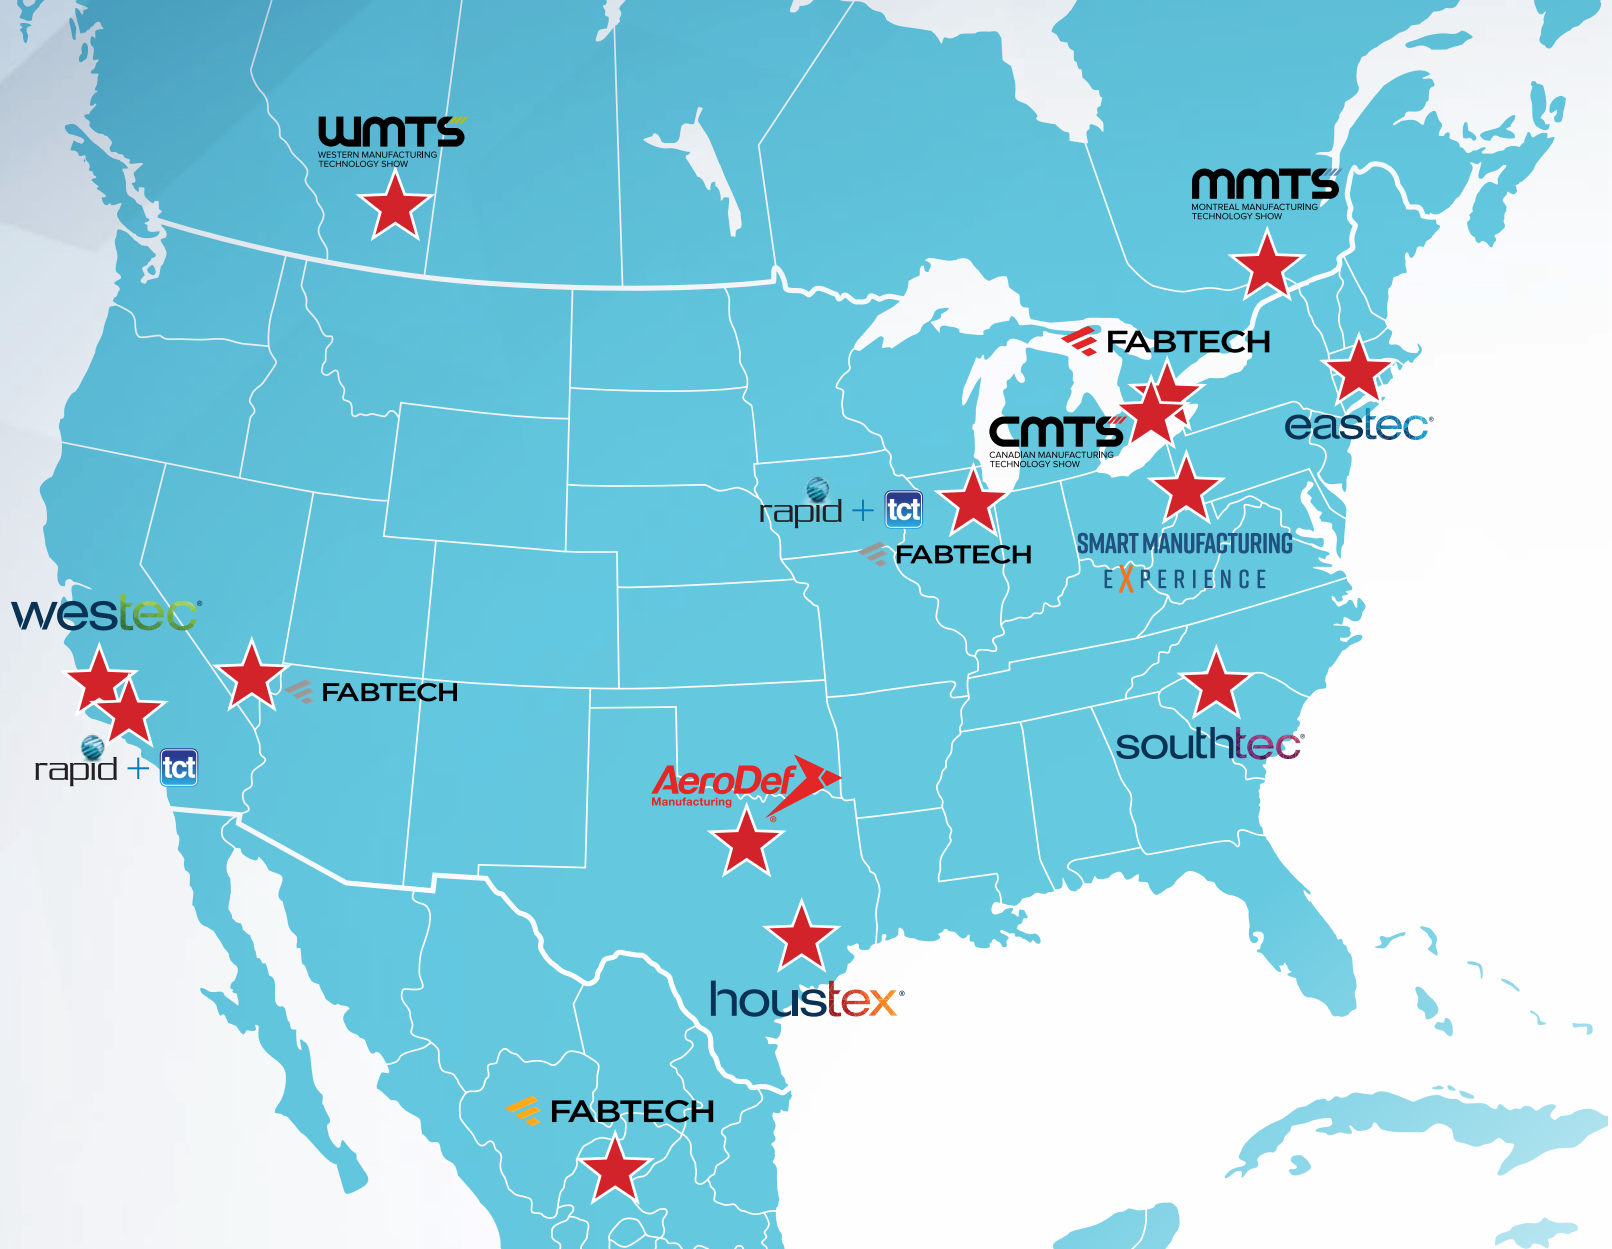 WMTS
WESTERN MANUFACTURING
TECHNOLOGY SHOW
MMTS
MONTREAL MANUFACTURING
TECHNOLOGY SHOW
FABTECH
CMTS
CANADIAN MANUFACTURING
TECHNOLOGY SHOW
eastec®
rapid + tct
FABTECH
SMART MANUFACTURING
EXPERIENCE
westec®
FABTECH
rapid + tct
southtec®
AeroDef
Manufacturing
®
houstex®
FABTECH